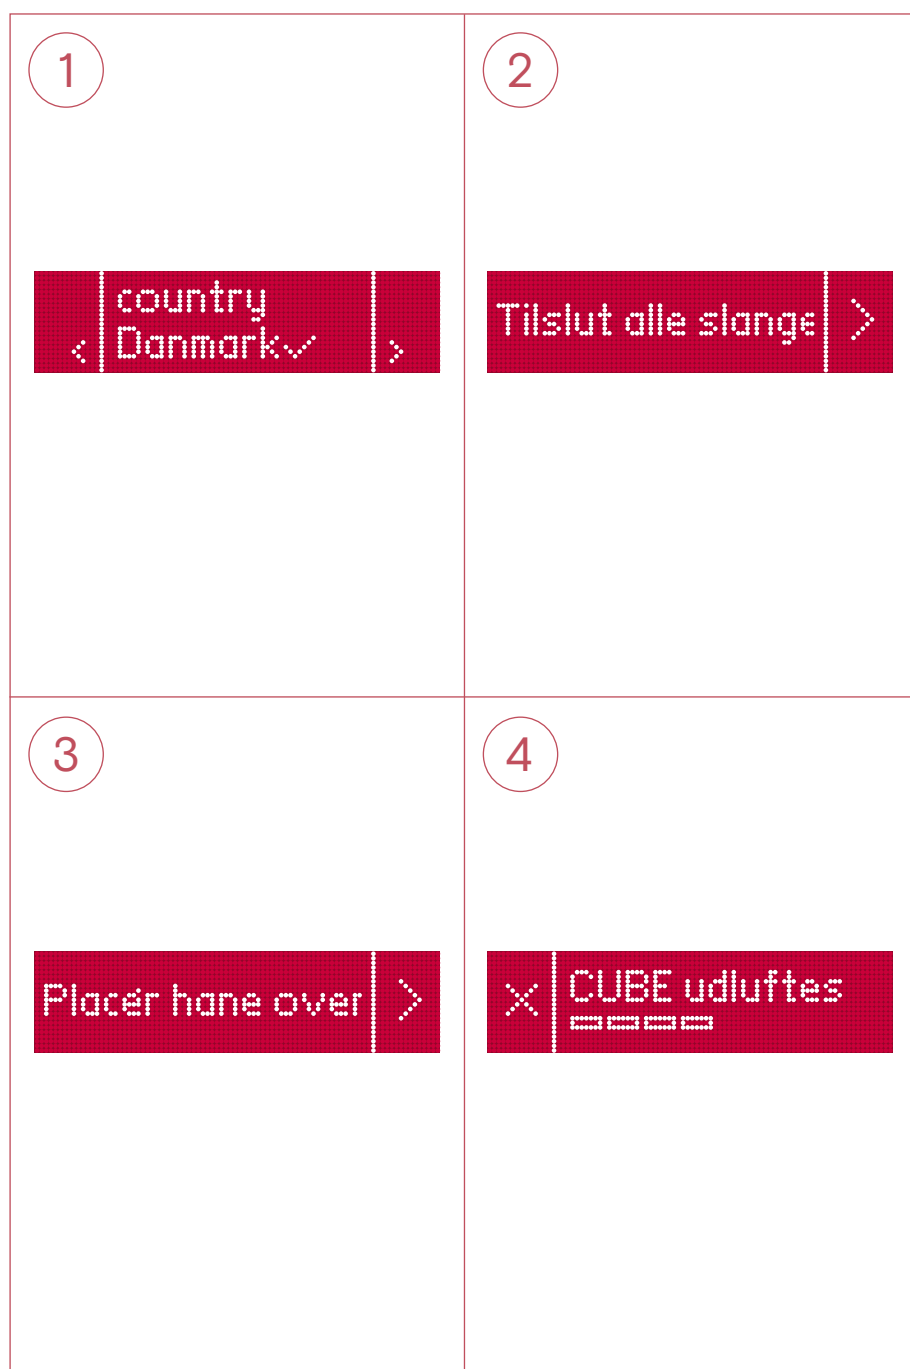 1
country
< Danmark✓ >
2
Tilslut alle slange >
3
Placér hane over >
4
× CUBE udluftes